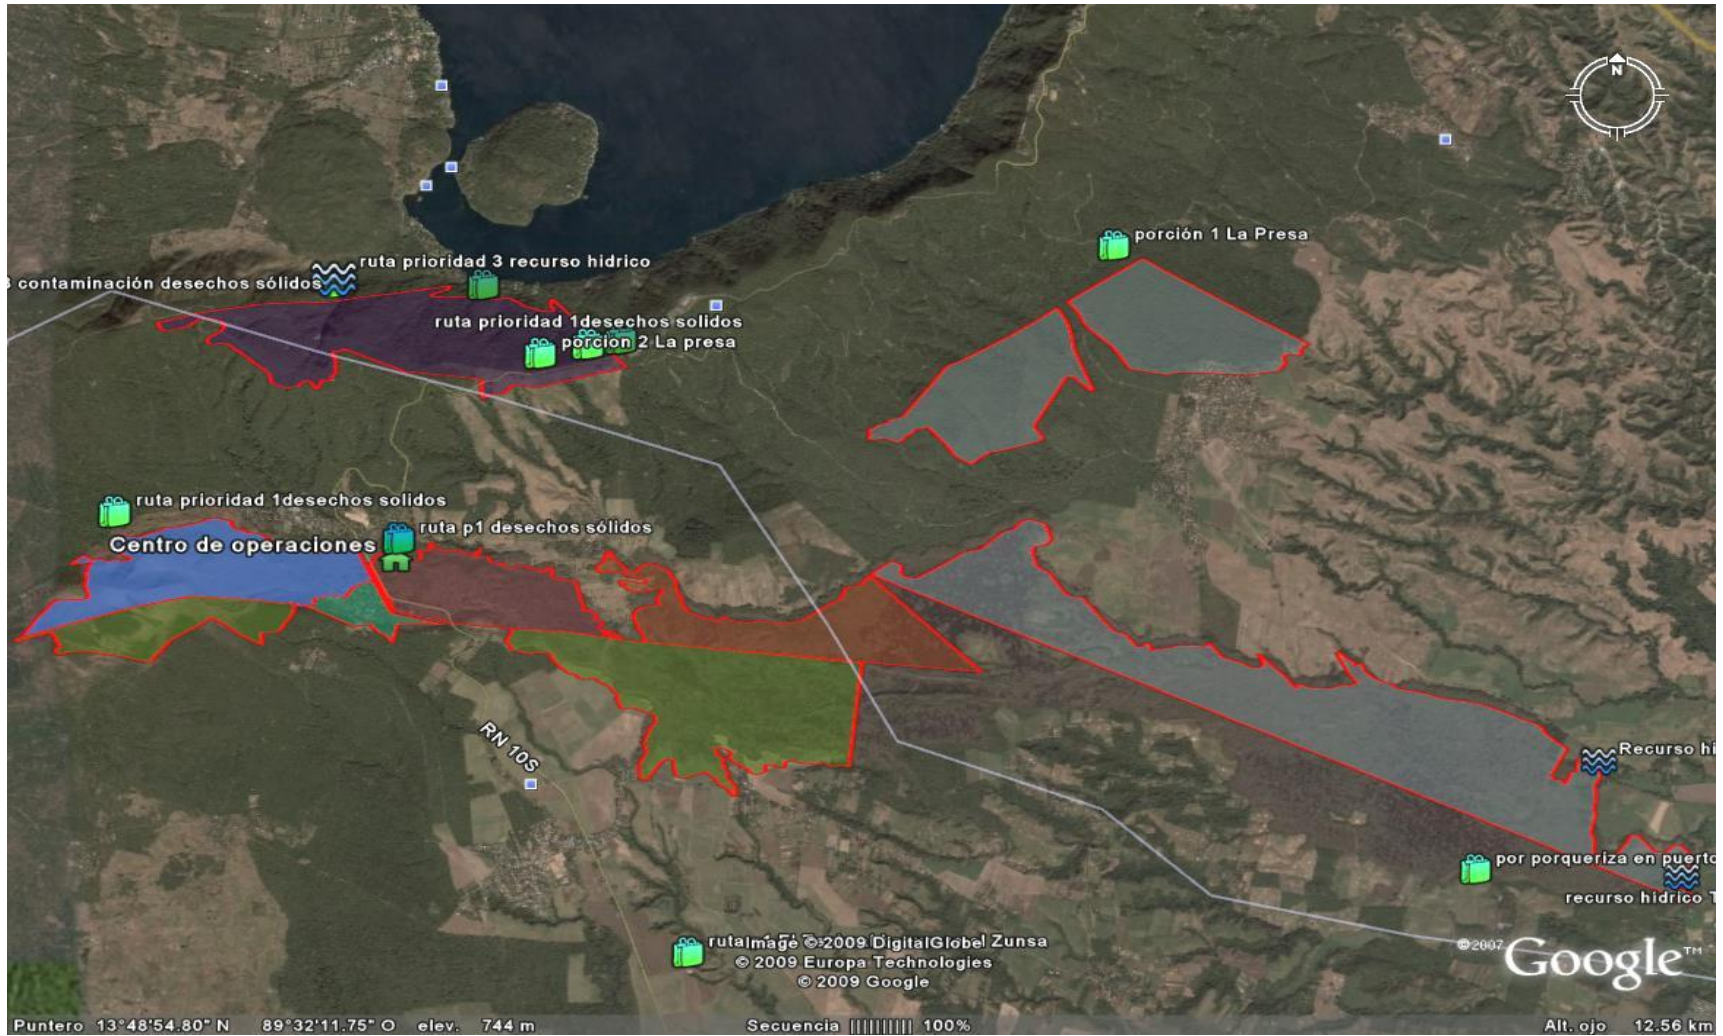 N
porción 1 La Presa
ruta prioridad 3 recurso hidrico
3 contaminación desechos sólidos
ruta prioridad 1desechos solidos
porcion 2 La presa
ruta prioridad 1desechos solidos
ruta p1 desechos sólidos
Centro de operaciones
RN 10S
Recurso hi
por porqueriza en puerto
recurso hidrico T
ruta Zunsa
Image © 2009 DigitalGlobe
© 2009 Europa Technologies
© 2009 Google
©2007 Google™
Puntero 13°48'54.80" N 89°32'11.75" O elev. 744 m Secuencia 100% Alt. ojo 12.56 km